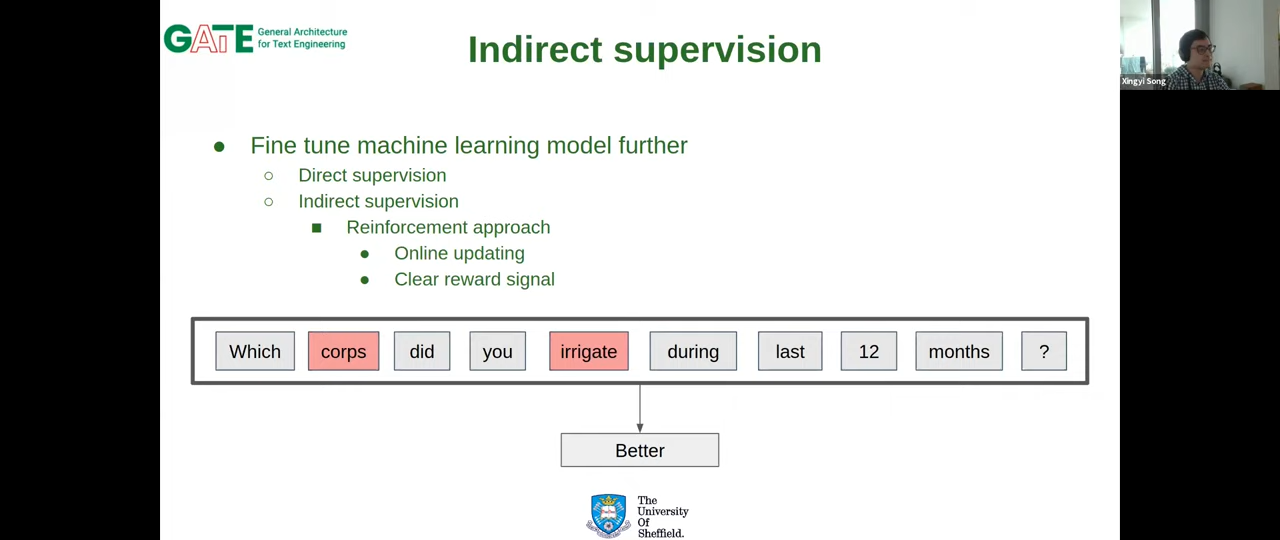 GATE
General Architecture
for Text Engineering
Indirect supervision
Xingyi Song
Fine tune machine learning model further
Direct supervision
Indirect supervision
Reinforcement approach
Online updating
Clear reward signal
Which corps did you irrigate during last 12 months ?
Better
The
University
Of
Sheffield.